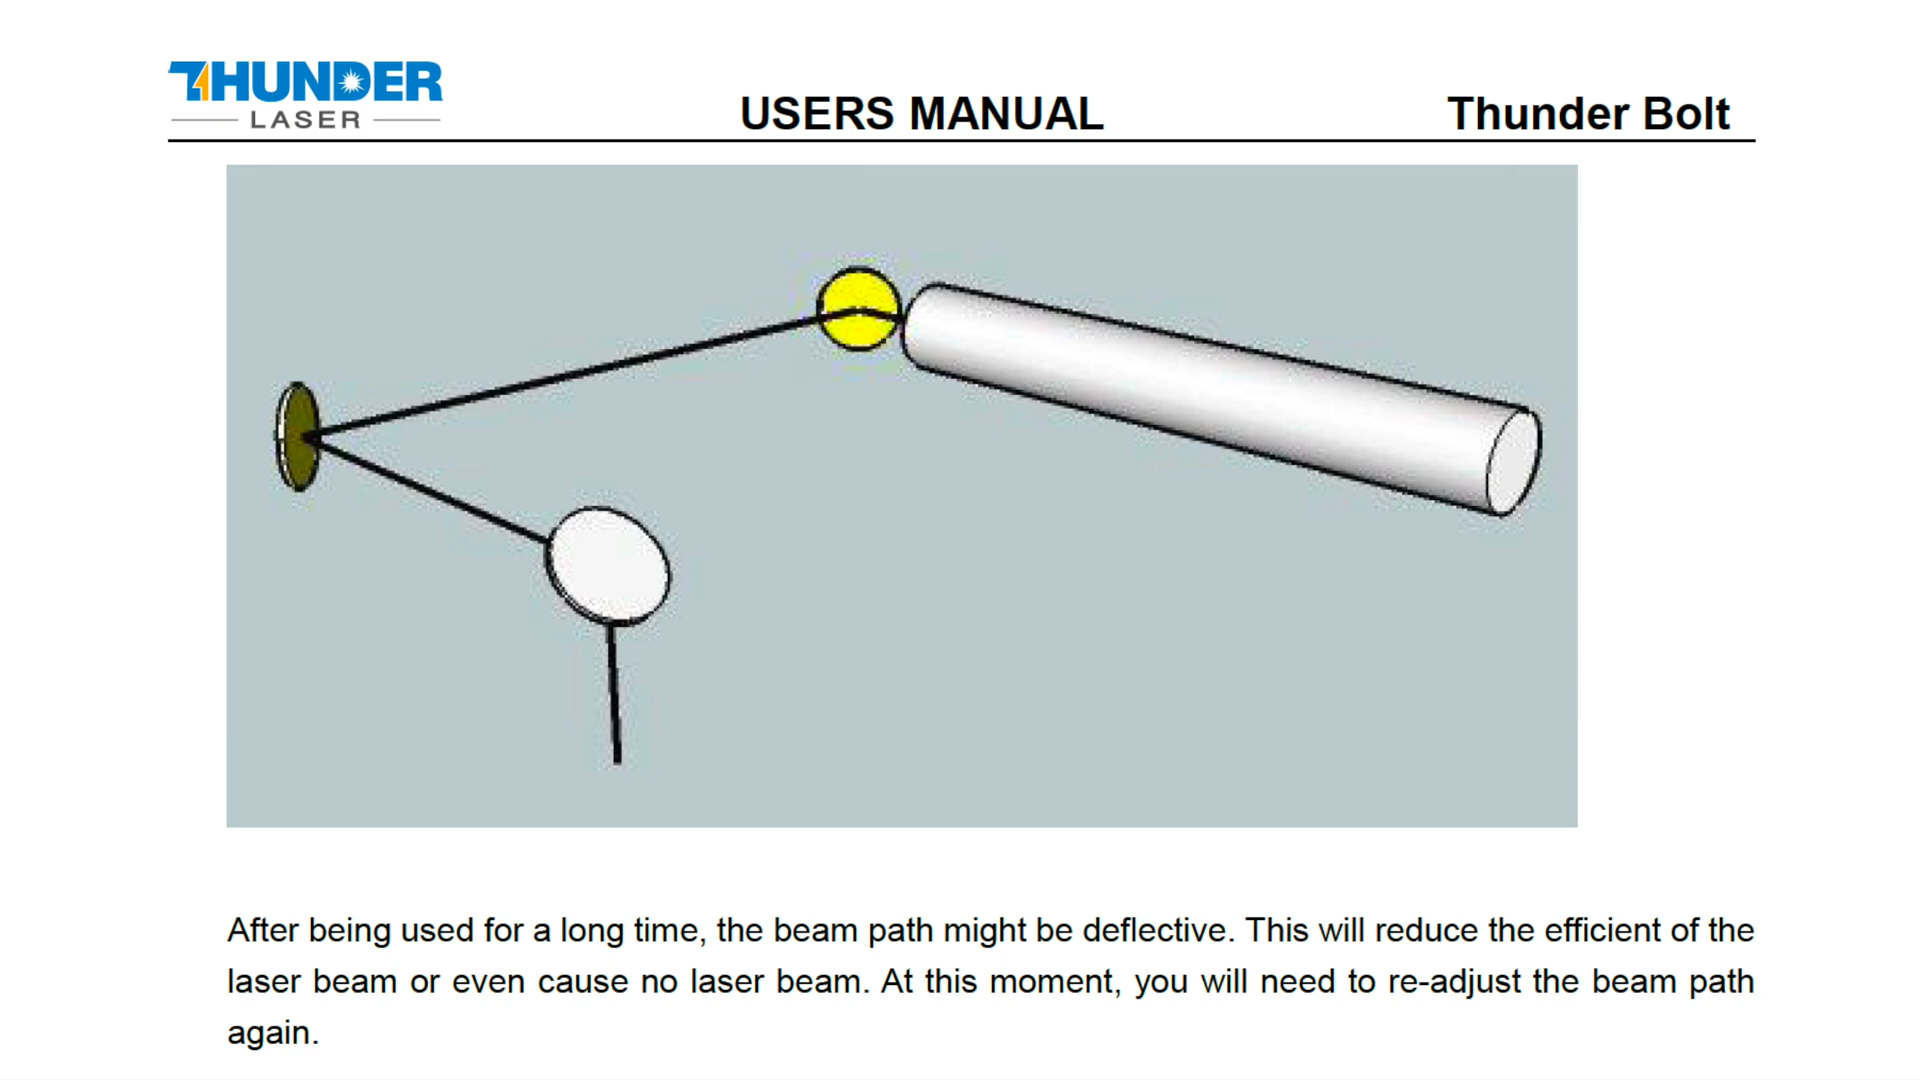 THUNDER
LASER
USERS MANUAL
Thunder Bolt
After being used for a long time, the beam path might be deflective. This will reduce the efficient of the
laser beam or even cause no laser beam. At this moment, you will need to re-adjust the beam path
again.